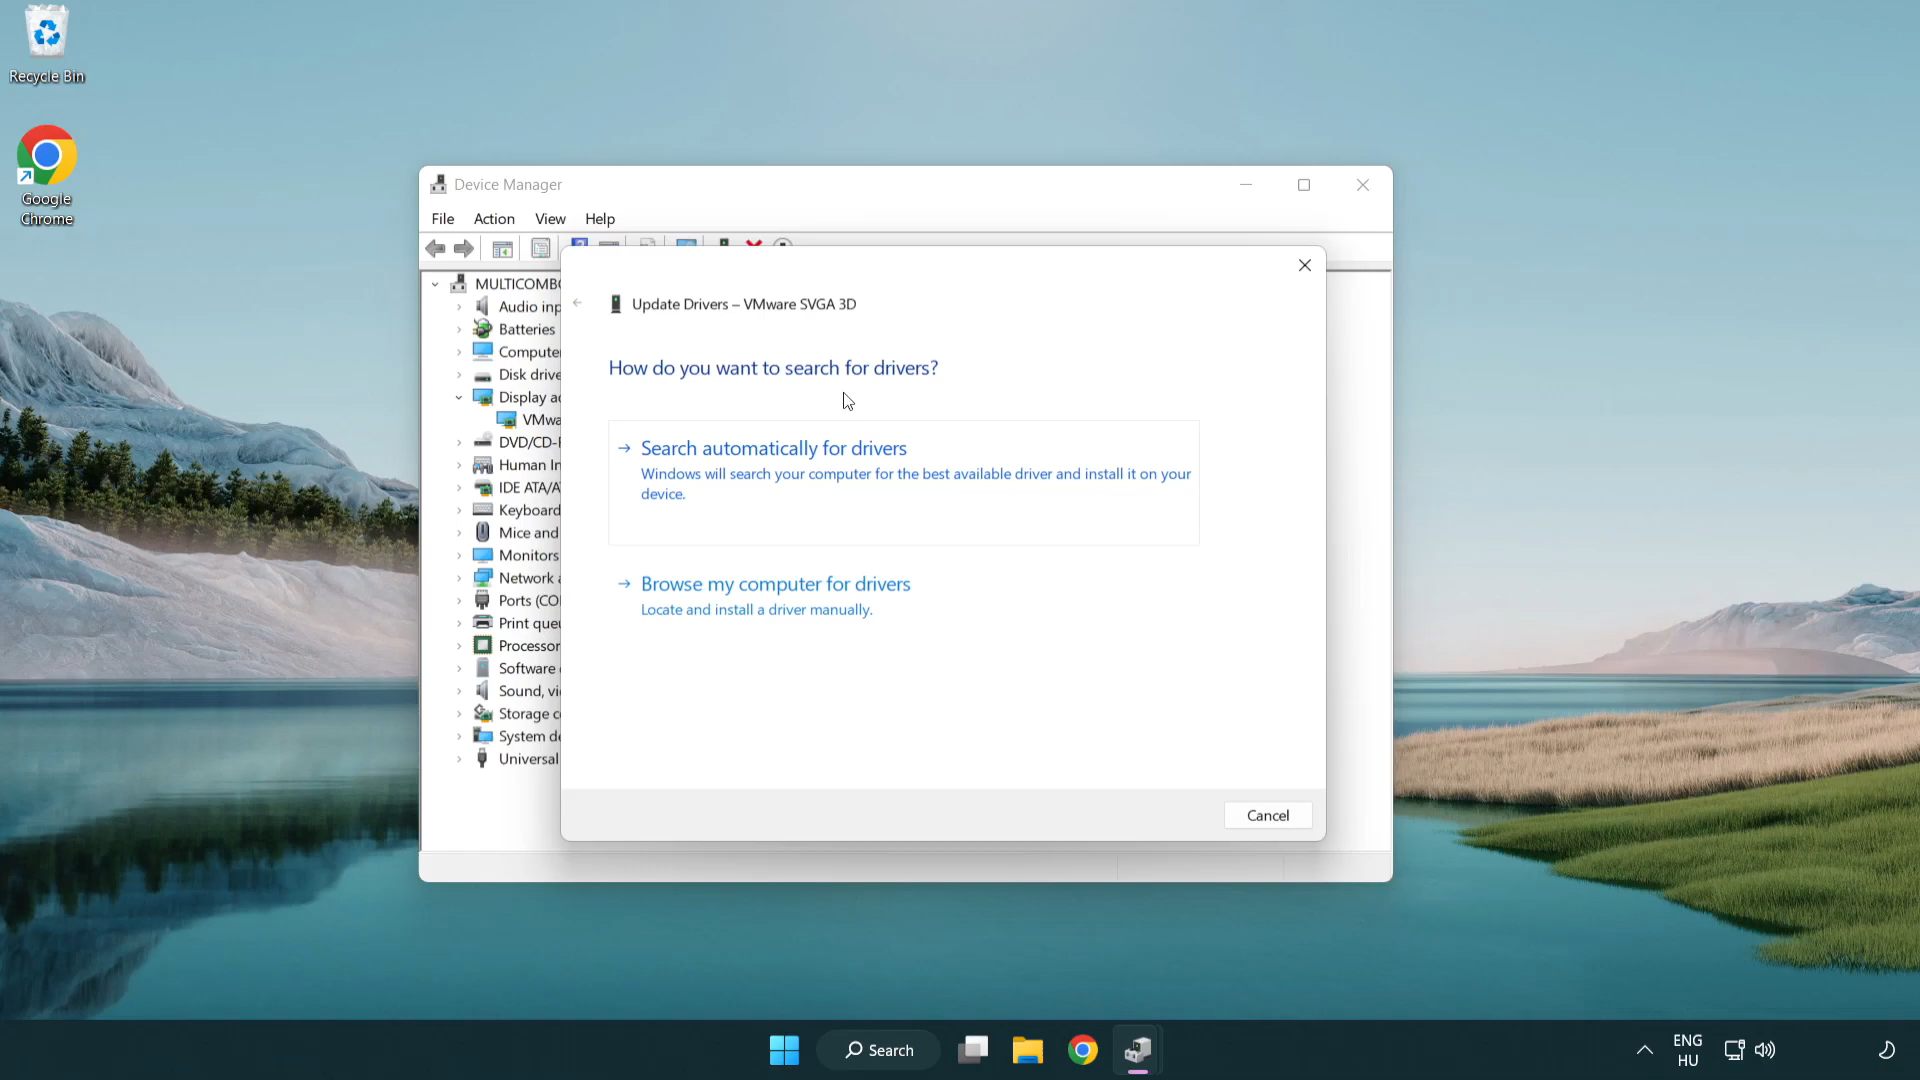 Recycle Bin
Google
Chrome
Device Manager
File Action View Help
MULTICOMBO
Audio inp
Batteries
Compute
Disk drive
Display a
VMwa
DVD/CD-
Human In
IDE ATA/A
Keyboard
Mice and
Monitors
Network a
Ports (CO
Print que
Processor
Software
Sound, vi
Storage c
System de
Universal
Update Drivers – VMware SVGA 3D
How do you want to search for drivers?
Search automatically for drivers
Windows will search your computer for the best available driver and install it on your
device.
Browse my computer for drivers
Locate and install a driver manually.
Cancel
Search
ENG
HU